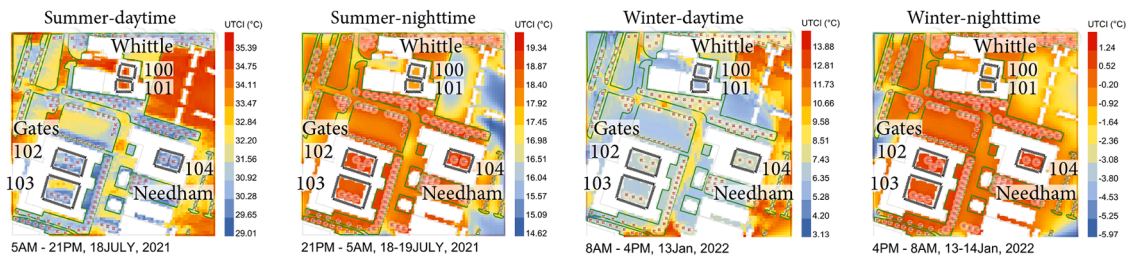 Summer-daytime
UTCI (°C)
Whittle
100
101
Gates
102
103
104
Needham
35.39
34.75
34.11
33.47
32.84
32.20
31.56
30.92
30.28
29.65
29.01
5AM - 21PM, 18JULY, 2021
Summer-nighttime
UTCI (°C)
Whittle
100
101
Gates
102
103
104
Needham
19.34
18.87
18.40
17.92
17.45
16.98
16.51
16.04
15.57
15.09
14.62
21PM - 5AM, 18-19JULY, 2021
Winter-daytime
UTCI (°C)
Whittle
100
101
Gates
102
103
104
Needham
13.88
12.81
11.73
10.66
9.58
8.51
7.43
6.35
5.28
4.20
3.13
8AM - 4PM, 13Jan, 2022
Winter-nighttime
UTCI (°C)
Whittle
100
101
Gates
102
103
104
Needham
1.24
0.52
-0.20
-0.92
-1.64
-2.36
-3.08
-3.80
-4.53
-5.25
-5.97
4PM - 8AM, 13-14Jan, 2022